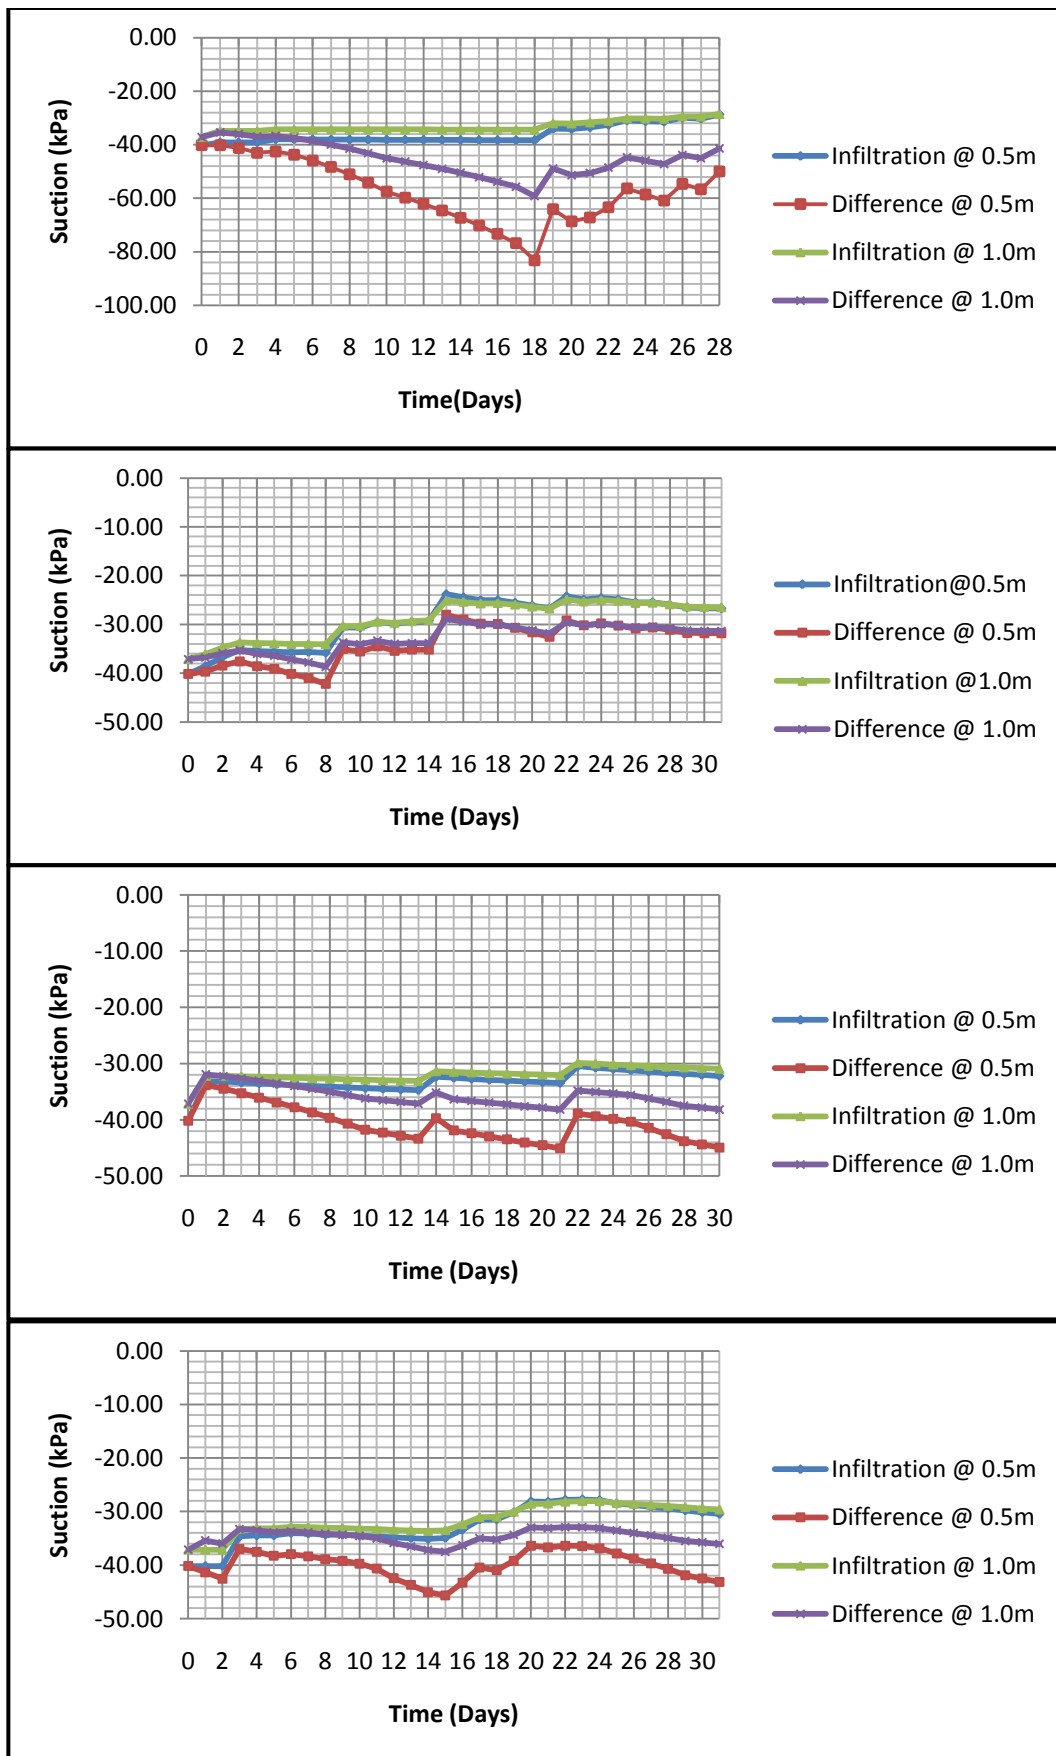 0.00
-20.00
-40.00
-60.00
-80.00
-100.00
Suction (kPa)
0 2 4 6 8 10 12 14 16 18 20 22 24 26 28
Time(Days)
Infiltration @ 0.5m
Difference @ 0.5m
Infiltration @ 1.0m
Difference @ 1.0m
0.00
-10.00
-20.00
-30.00
-40.00
-50.00
Suction (kPa)
0 2 4 6 8 10 12 14 16 18 20 22 24 26 28 30
Time (Days)
Infiltration@0.5m
Difference @ 0.5m
Infiltration @1.0m
Difference @ 1.0m
0.00
-10.00
-20.00
-30.00
-40.00
-50.00
Suction (kPa)
0 2 4 6 8 10 12 14 16 18 20 22 24 26 28 30
Time (Days)
Infiltration @ 0.5m
Difference @ 0.5m
Infiltration @ 1.0m
Difference @ 1.0m
0.00
-10.00
-20.00
-30.00
-40.00
-50.00
Suction (kPa)
0 2 4 6 8 10 12 14 16 18 20 22 24 26 28 30
Time (Days)
Infiltration @ 0.5m
Difference @ 0.5m
Infiltration @ 1.0m
Difference @ 1.0m